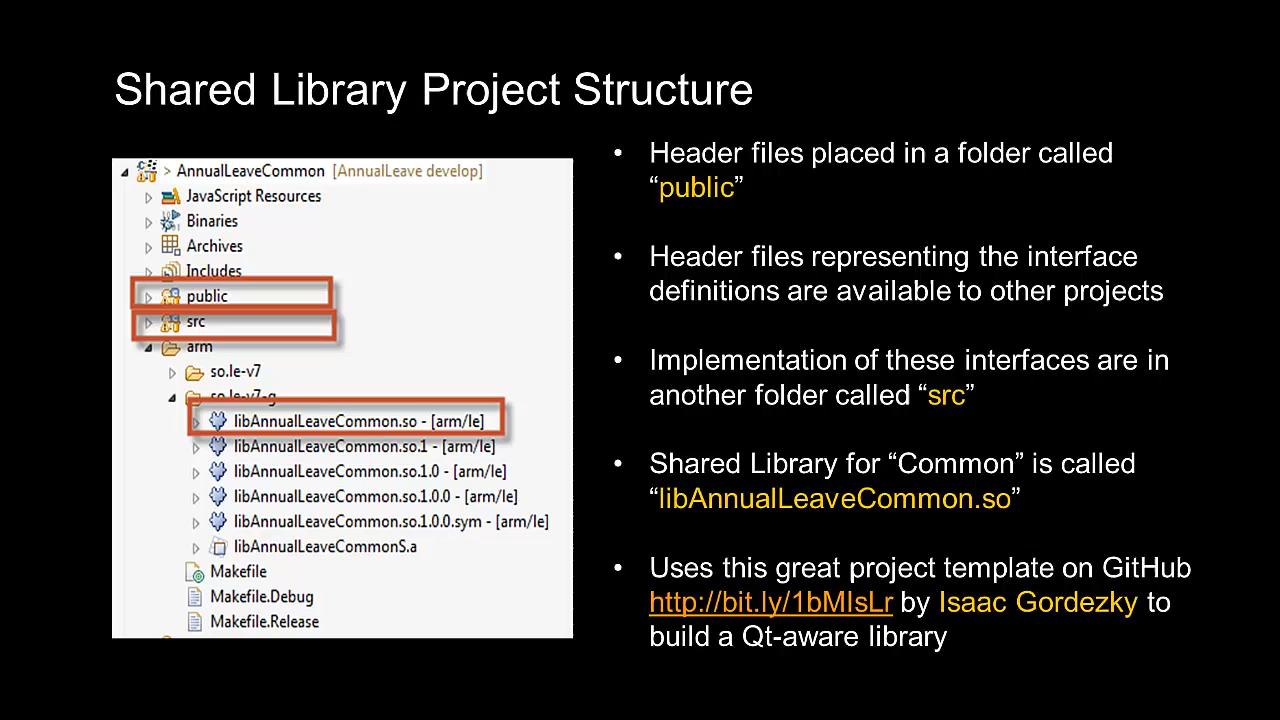 Shared Library Project Structure
> AnnualLeaveCommon [AnnualLeave develop]
JavaScript Resources
Binaries
Archives
Includes
public
src
arm
so.le-v7
so.le-v7-g
libAnnualLeaveCommon.so - [arm/le]
libAnnualLeaveCommon.so.1 - [arm/le]
libAnnualLeaveCommon.so.1.0 - [arm/le]
libAnnualLeaveCommon.so.1.0.0 - [arm/le]
libAnnualLeaveCommon.so.1.0.0.sym - [arm/le]
libAnnualLeaveCommonS.a
Makefile
Makefile.Debug
Makefile.Release
• Header files placed in a folder called
“public”
• Header files representing the interface
definitions are available to other projects
• Implementation of these interfaces are in
another folder called “src”
• Shared Library for “Common” is called
“libAnnualLeaveCommon.so”
• Uses this great project template on GitHub
http://bit.ly/1bMIsLr by Isaac Gordezky to
build a Qt-aware library